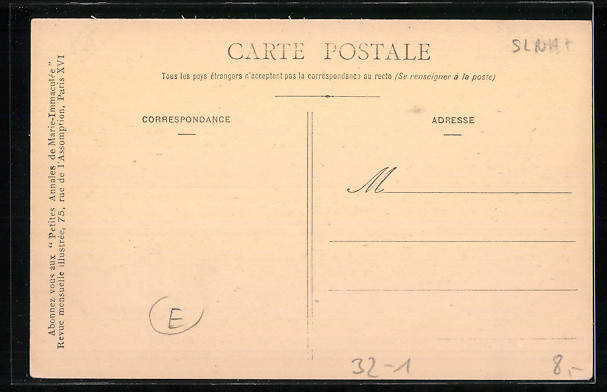 CARTE POSTALE
Tous les pays étrangers n'acceptent pas la correspondance au recto (Se renseigner à la poste)
CORRESPONDANCE
ADRESSE
M
Abonnez-vous aux "Petites Annales de Marie-Immaculée"
Revue mensuelle illustrée, 75, rue de l'Assomption, Paris XVI
E
32-1
8,-